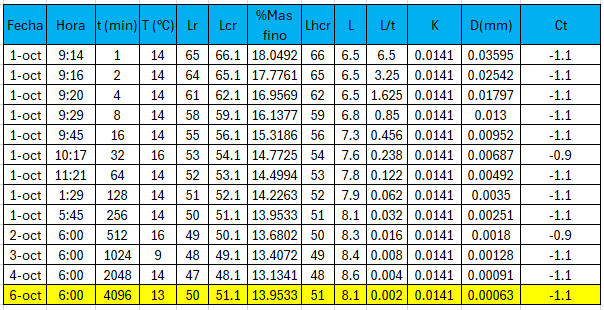 Fecha Hora t (min) T (°C) Lr Lcr %Mas fino Lhcr L L/t K D(mm) Ct
1-oct 9:14 1 14 65 66.1 18.0492 66 6.5 6.5 0.0141 0.03595 -1.1
1-oct 9:16 2 14 64 65.1 17.7761 65 6.5 3.25 0.0141 0.02542 -1.1
1-oct 9:20 4 14 61 62.1 16.9569 62 6.5 1.625 0.0141 0.01797 -1.1
1-oct 9:29 8 14 58 59.1 16.1377 59 6.8 0.85 0.0141 0.013 -1.1
1-oct 9:45 16 14 55 56.1 15.3186 56 7.3 0.456 0.0141 0.00952 -1.1
1-oct 10:17 32 16 53 54.1 14.7725 54 7.6 0.238 0.0141 0.00687 -0.9
1-oct 11:21 64 14 52 53.1 14.4994 53 7.8 0.122 0.0141 0.00492 -1.1
1-oct 1:29 128 14 51 52.1 14.2263 52 7.9 0.062 0.0141 0.0035 -1.1
1-oct 5:45 256 14 50 51.1 13.9533 51 8.1 0.032 0.0141 0.00251 -1.1
2-oct 6:00 512 16 49 50.1 13.6802 50 8.3 0.016 0.0141 0.0018 -0.9
3-oct 6:00 1024 9 48 49.1 13.4072 49 8.4 0.008 0.0141 0.00128 -1.1
4-oct 6:00 2048 14 47 48.1 13.1341 48 8.6 0.004 0.0141 0.00091 -1.1
6-oct 6:00 4096 13 50 51.1 13.9533 51 8.1 0.002 0.0141 0.00063 -1.1